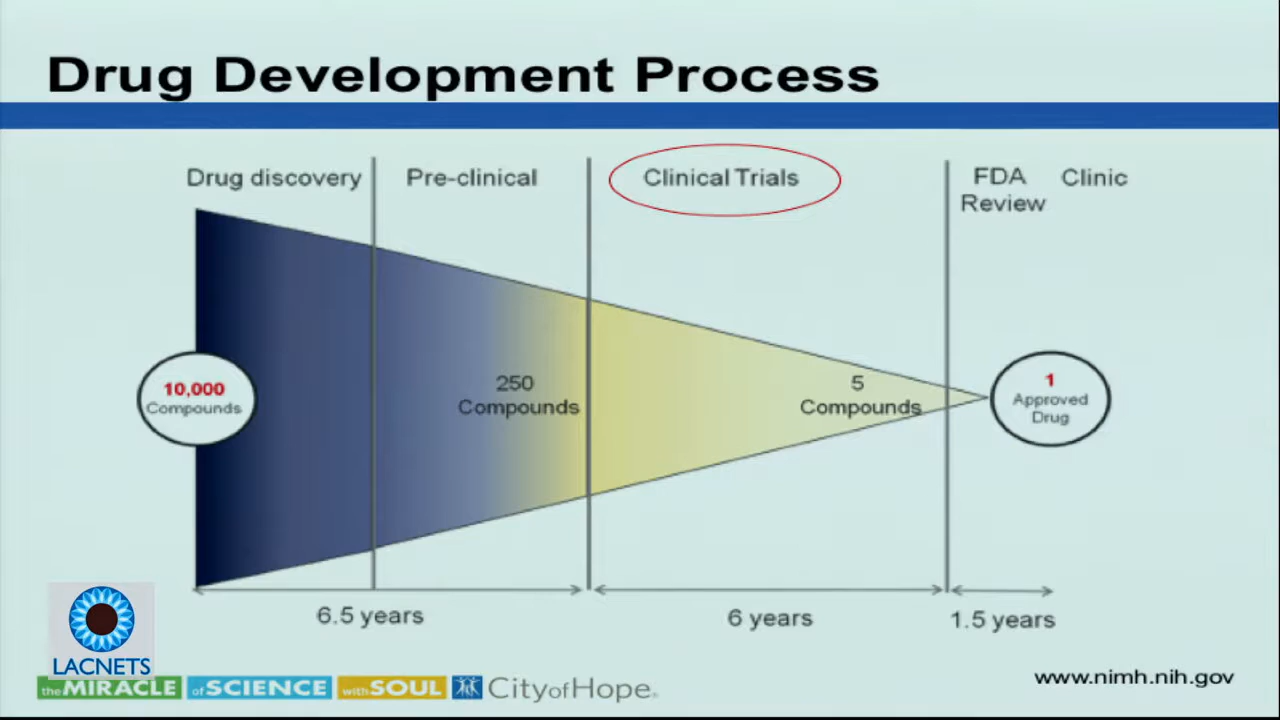 Drug Development Process
Drug discovery
Pre-clinical
Clinical Trials
FDA
Review
Clinic
10,000
Compounds
250
Compounds
5
Compounds
1
Approved
Drug
6.5 years
6 years
1.5 years
LACNETS
the MIRACLE of SCIENCE with SOUL City of Hope®
www.nimh.nih.gov